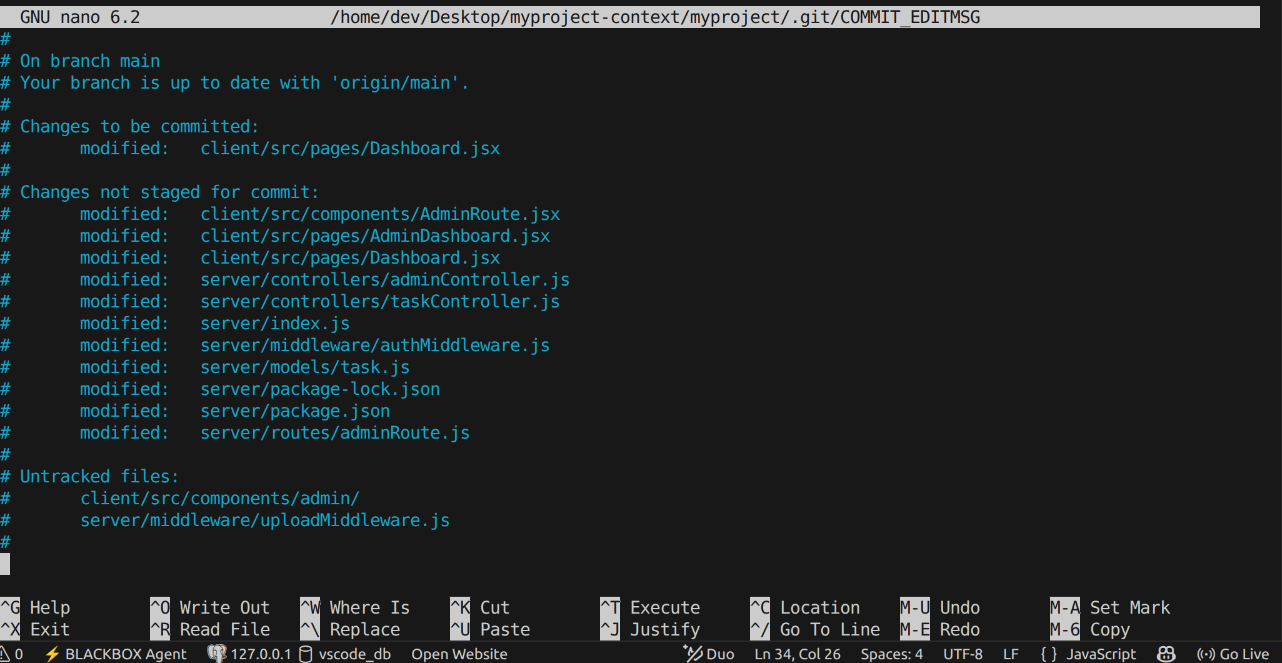 GNU nano 6.2 /home/dev/Desktop/myproject-context/myproject/.git/COMMIT_EDITMSG
#
# On branch main
# Your branch is up to date with 'origin/main'.
#
# Changes to be committed:
#       modified:   client/src/pages/Dashboard.jsx
#
# Changes not staged for commit:
#       modified:   client/src/components/AdminRoute.jsx
#       modified:   client/src/pages/AdminDashboard.jsx
#       modified:   client/src/pages/Dashboard.jsx
#       modified:   server/controllers/adminController.js
#       modified:   server/controllers/taskController.js
#       modified:   server/index.js
#       modified:   server/middleware/authMiddleware.js
#       modified:   server/models/task.js
#       modified:   server/package-lock.json
#       modified:   server/package.json
#       modified:   server/routes/adminRoute.js
#
# Untracked files:
#       client/src/components/admin/
#       server/middleware/uploadMiddleware.js
#
^G Help ^O Write Out ^W Where Is ^K Cut ^T Execute ^C Location M-U Undo M-A Set Mark
^X Exit ^R Read File ^\ Replace ^U Paste ^J Justify ^/ Go To Line M-E Redo M-6 Copy
0 BLACKBOX Agent 127.0.0.1 vscode_db Open Website Duo Ln 34, Col 26 Spaces: 4 UTF-8 LF { } JavaScript Go Live